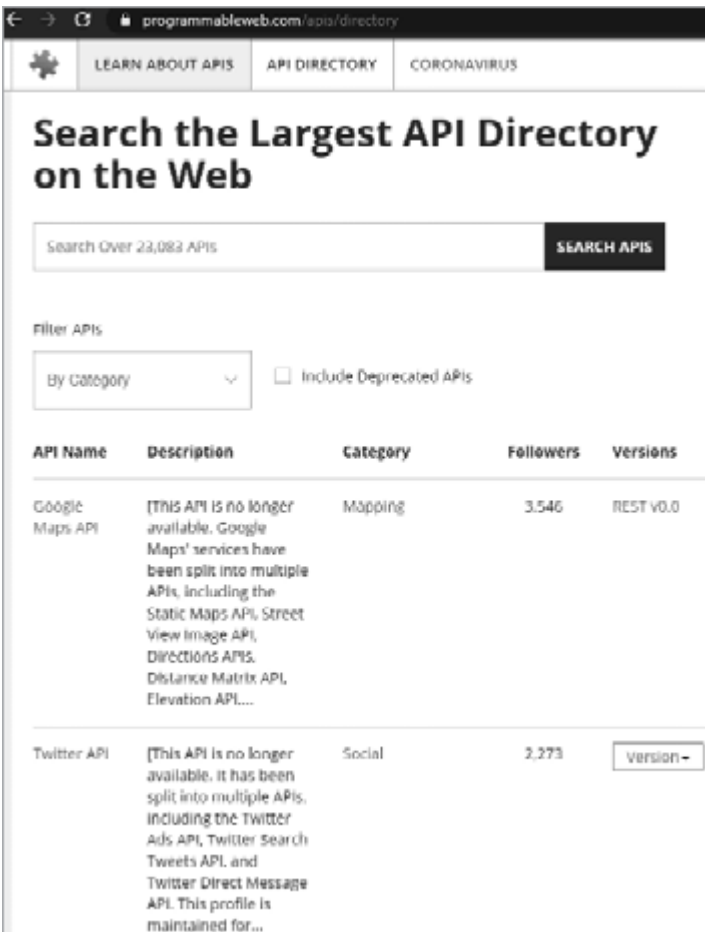 programmableweb.com/apis/directory
LEARN ABOUT APIS API DIRECTORY CORONAVIRUS
Search the Largest API Directory
on the Web
Search Over 23,083 APIs SEARCH APIS
Filter APIs
By Category Include Deprecated APIs
API Name Description Category Followers Versions
Google Maps API
[This API is no longer
available. Google
Maps' services have
been split into multiple
APIs, including the
Static Maps API, Street
View Image API,
Directions APIs,
Distance Matrix API,
Elevation API....
Mapping 3,546 REST v0.0
Twitter API
[This API is no longer
available. It has been
split into multiple APIs,
including the Twitter
Ads API, Twitter Search
Tweets API, and
Twitter Direct Message
API. This profile is
maintained for...
Social 2,273 Version